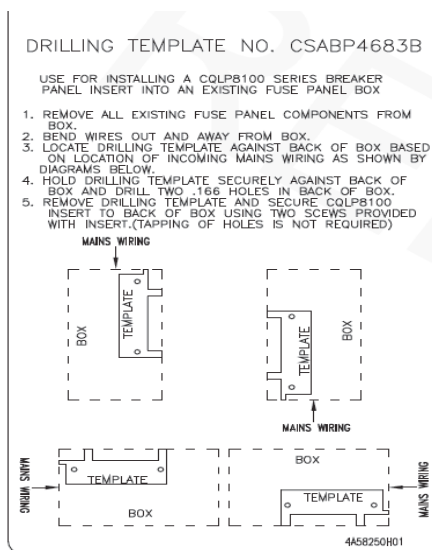 DRILLING TEMPLATE NO. CSABP4683B
USE FOR INSTALLING A CQLP8100 SERIES BREAKER
PANEL INSERT INTO AN EXISTING FUSE PANEL BOX
1. REMOVE ALL EXISTING FUSE PANEL COMPONENTS FROM
BOX.
2. BEND WIRES OUT AND AWAY FROM BOX.
3. LOCATE DRILLING TEMPLATE AGAINST BACK OF BOX BASED
ON LOCATION OF INCOMING MAINS WIRING AS SHOWN BY
DIAGRAMS BELOW.
4. HOLD DRILLING TEMPLATE SECURELY AGAINST BACK OF
BOX AND DRILL TWO .166 HOLES IN BACK OF BOX.
5. REMOVE DRILLING TEMPLATE AND SECURE CQLP8100
INSERT TO BACK OF BOX USING TWO SCEWS PROVIDED
WITH INSERT.(TAPPING OF HOLES IS NOT REQUIRED)
MAINS WIRING
BOX
TEMPLATE
TEMPLATE
BOX
MAINS WIRING
MAINS WIRING
TEMPLATE
BOX
BOX
TEMPLATE
MAINS WIRING
4A58250H01